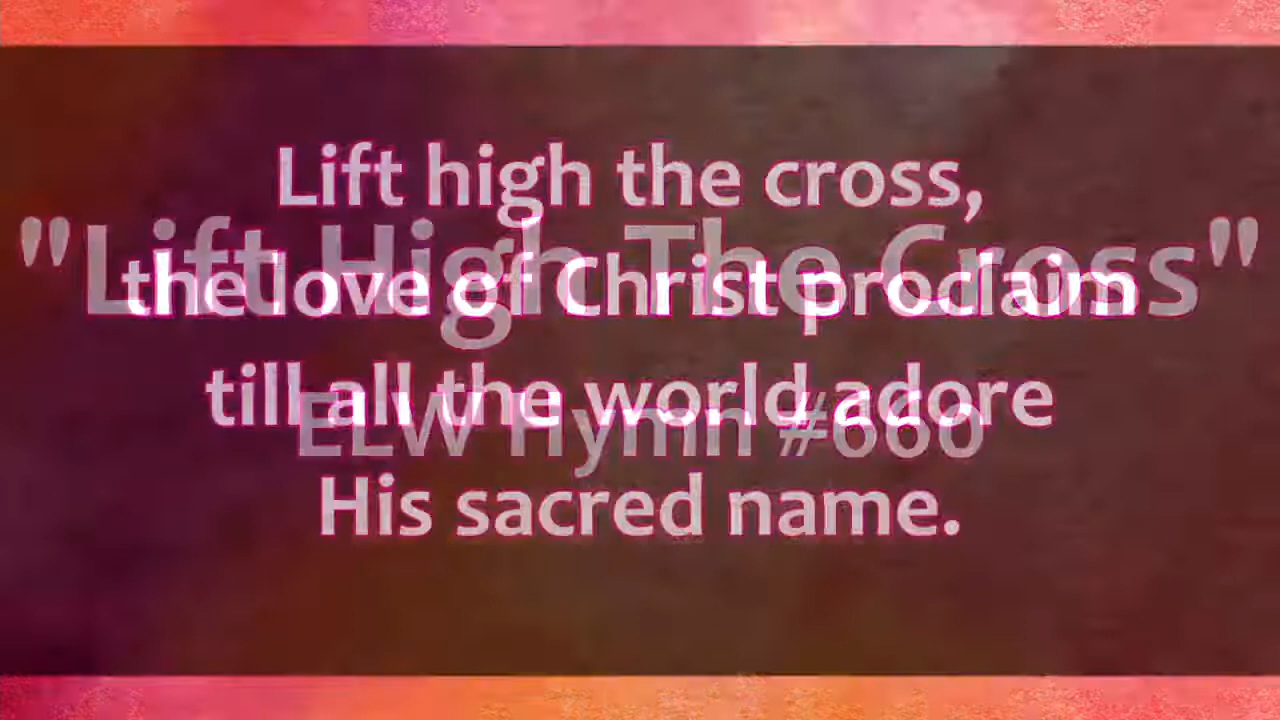 Lift high the cross,
"Lift High The Cross"
the love of Christ proclaim
till all the world adore
ELW Hymn #660
His sacred name.